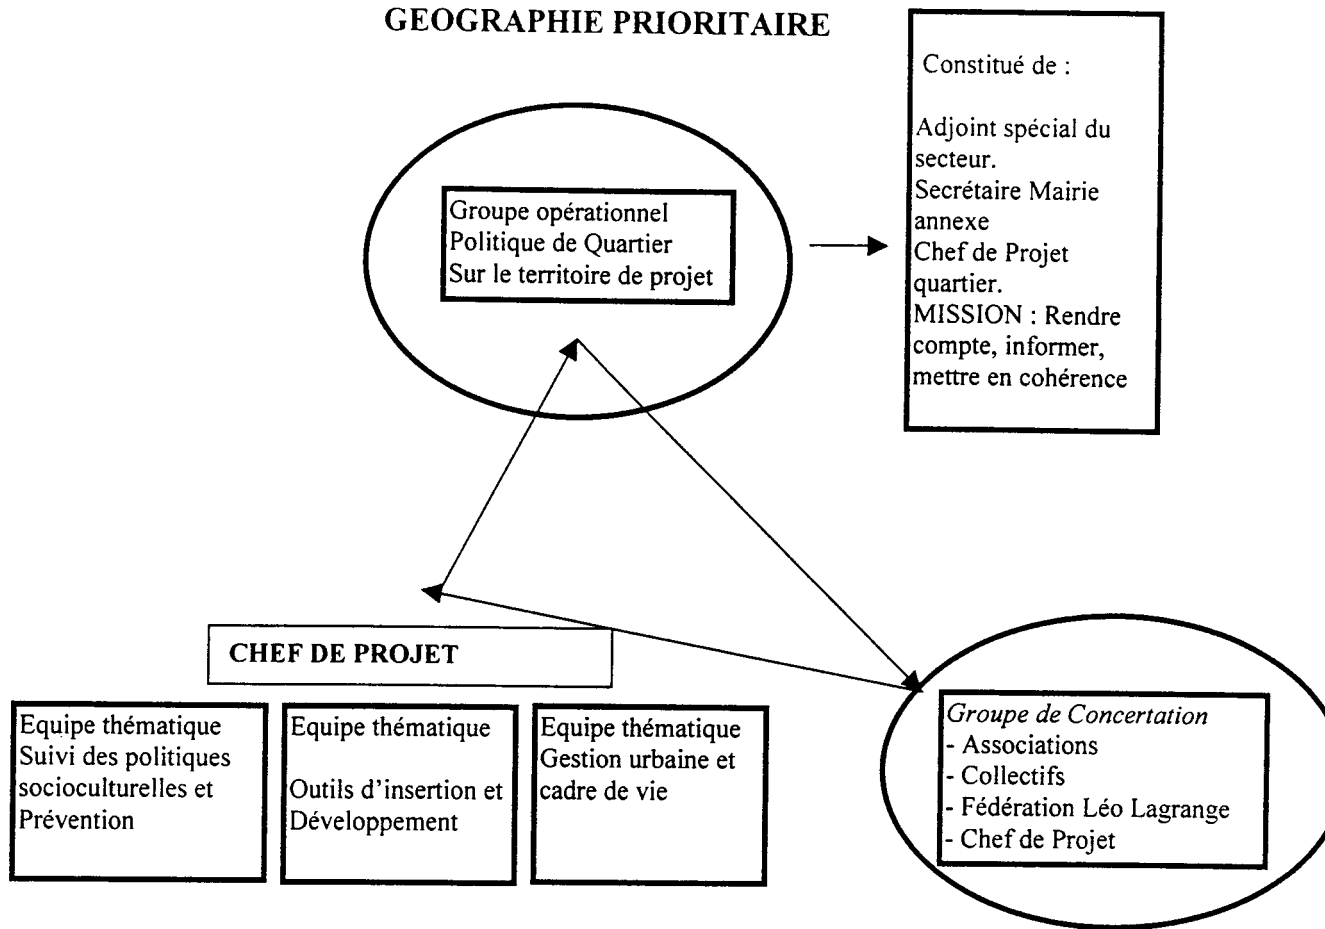 GEOGRAPHIE PRIORITAIRE
Constitué de :
Adjoint spécial du
secteur.
Secrétaire Mairie
annexe
Chef de Projet
quartier.
MISSION : Rendre
compte, informer,
mettre en cohérence
Groupe opérationnel
Politique de Quartier
Sur le territoire de projet
CHEF DE PROJET
Equipe thématique
Suivi des politiques
socioculturelles et
Prévention
Equipe thématique
Outils d’insertion et
Développement
Equipe thématique
Gestion urbaine et
cadre de vie
Groupe de Concertation
- Associations
- Collectifs
- Fédération Léo Lagrange
- Chef de Projet